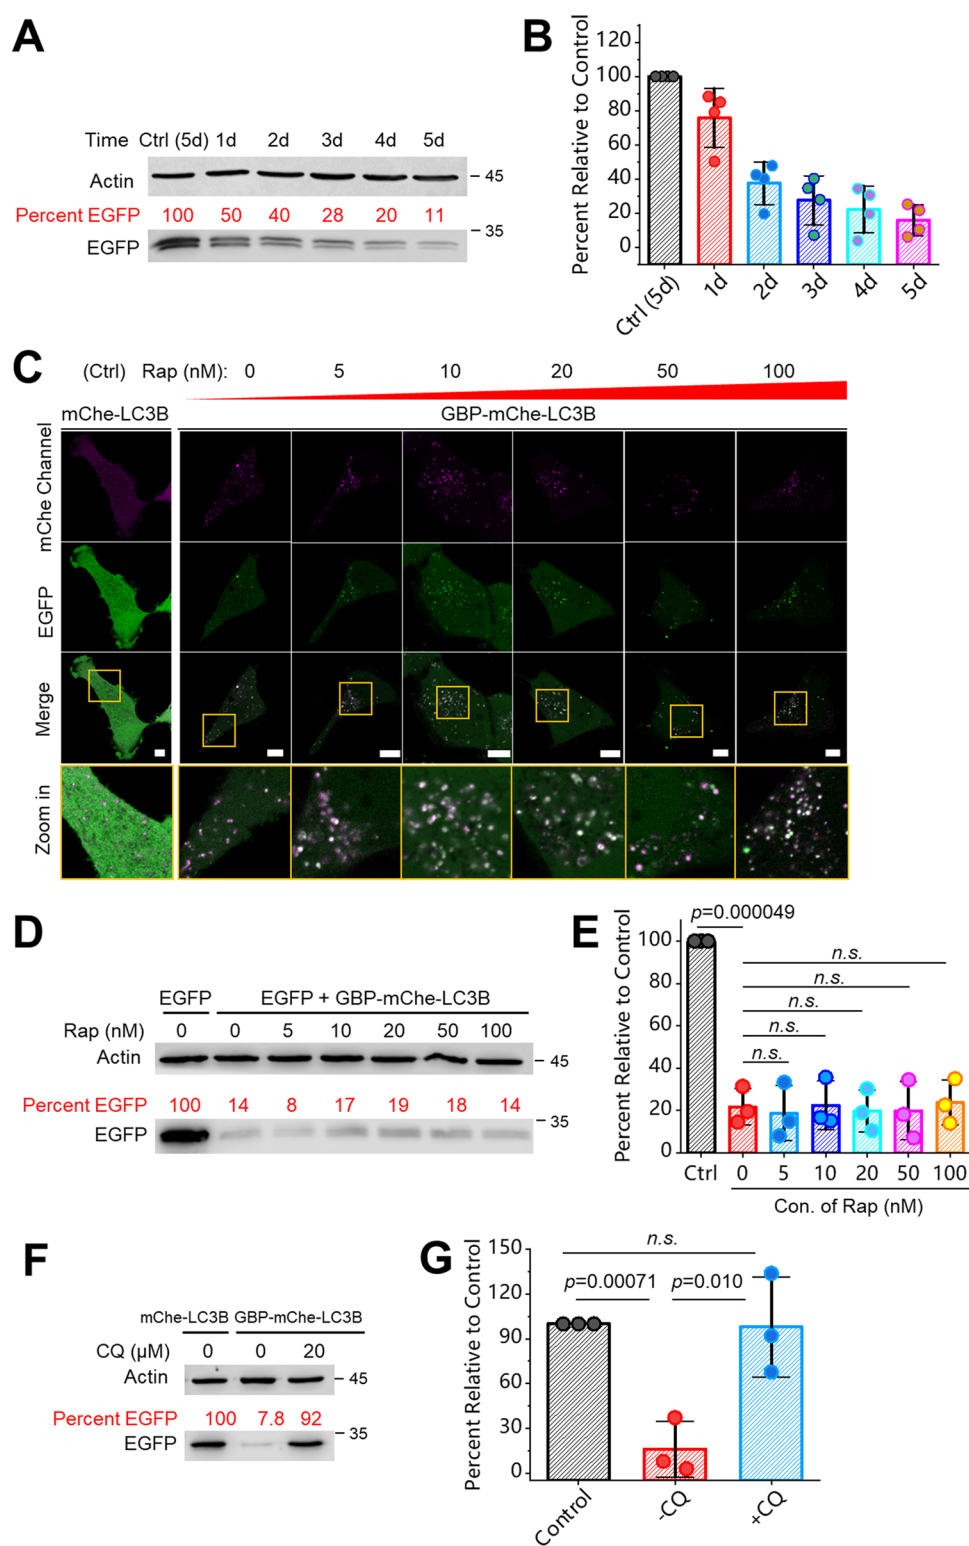 A
Time Ctrl (5d) 1d 2d 3d 4d 5d
Actin
45
Percent EGFP 100 50 40 28 20 11
35
EGFP
B
Percent Relative to Control
120
100
80
60
40
20
0
Ctrl (5d) 1d 2d 3d 4d 5d
C
(Ctrl) Rap (nM): 0 5 10 20 50 100
mChe-LC3B GBP-mChe-LC3B
mChe Channel
EGFP
Merge
Zoom in
D
EGFP EGFP + GBP-mChe-LC3B
Rap (nM) 0 0 5 10 20 50 100
Actin
45
Percent EGFP 100 14 8 17 19 18 14
35
EGFP
E
Percent Relative to Control
p=0.000049
n.s.
n.s.
n.s.
n.s.
n.s.
100
80
60
40
20
0
Ctrl 0 5 10 20 50 100
Con. of Rap (nM)
F
mChe-LC3B GBP-mChe-LC3B
CQ (μM) 0 0 20
Actin
45
Percent EGFP 100 7.8 92
35
EGFP
G
Percent Relative to Control
n.s.
p=0.00071 p=0.010
150
120
90
60
30
0
Control -CQ +CQ